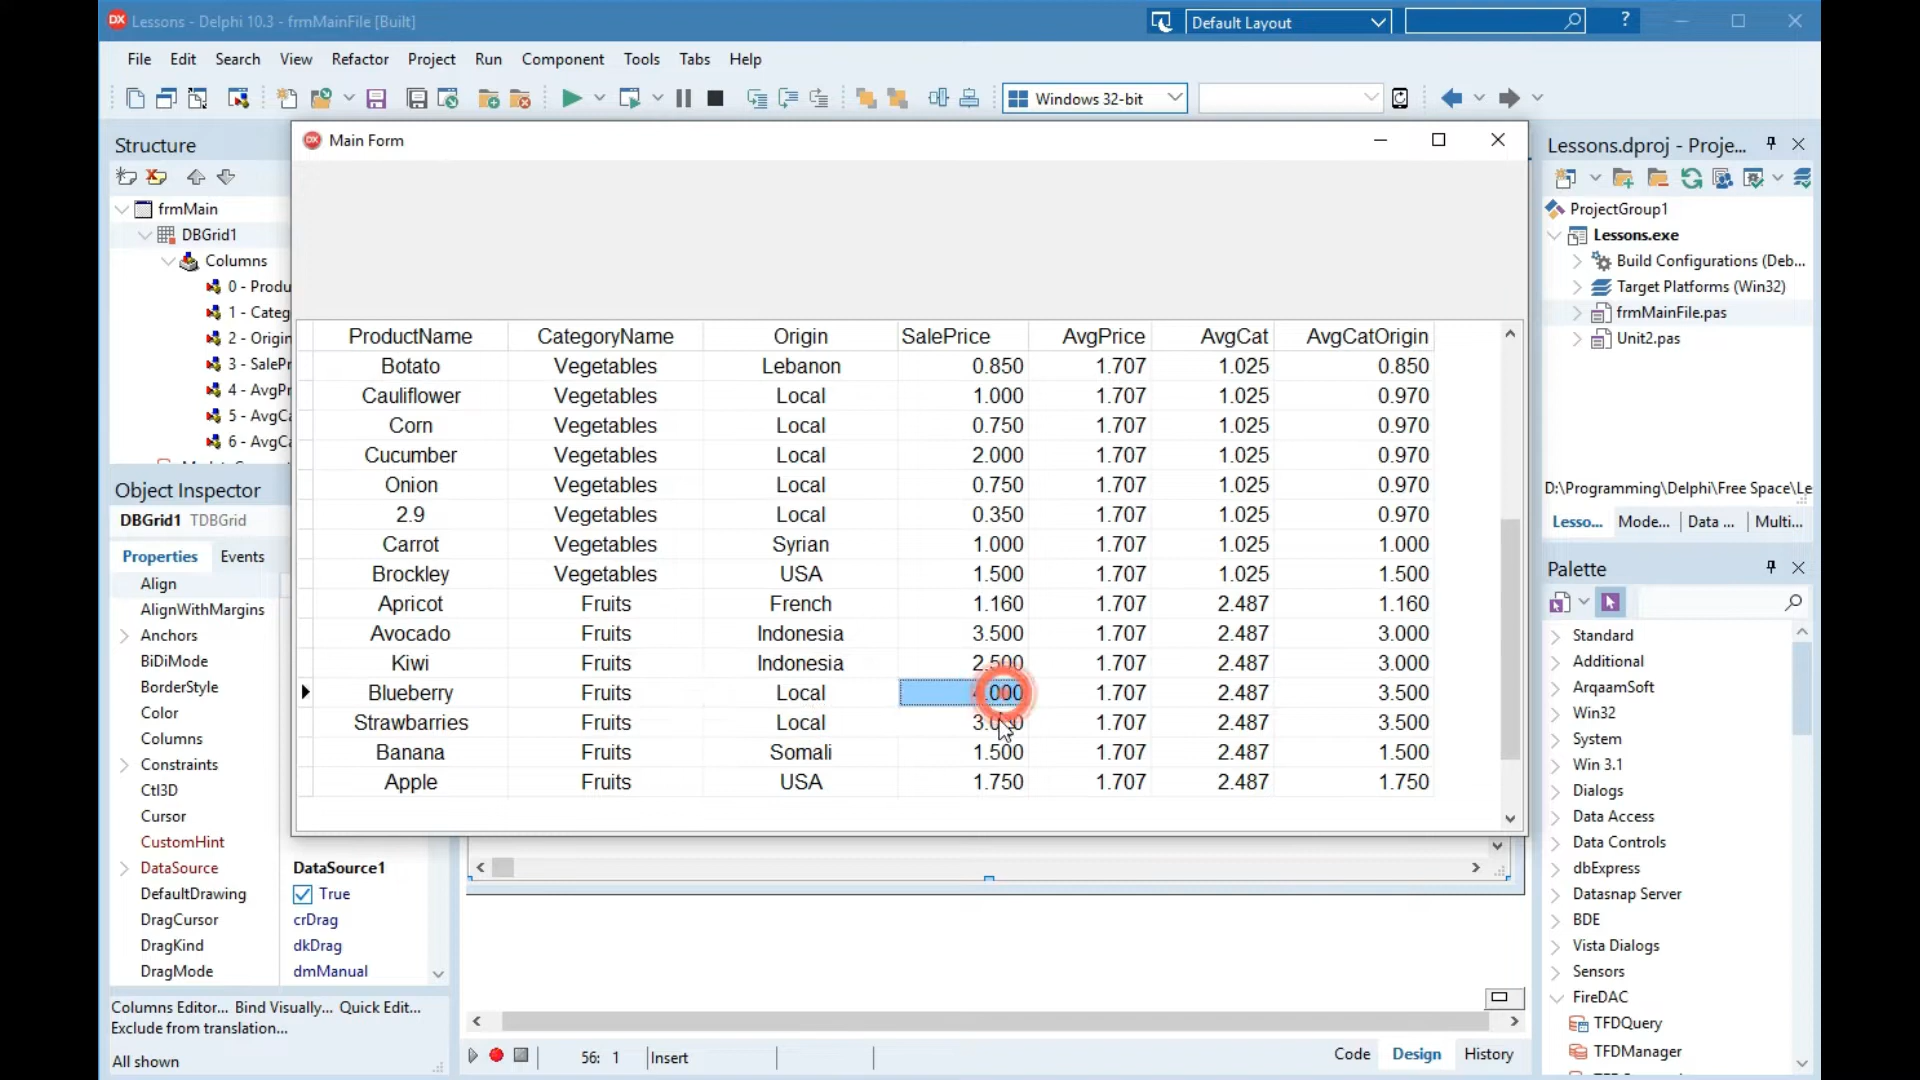 Lessons - Delphi 10.3 - frmMainFile [Built]
Default Layout
?
File Edit Search View Refactor Project Run Component Tools Tabs Help
Windows 32-bit
Structure
frmMain
DBGrid1
Columns
0 - Produ
1 - Categ
2 - Origin
3 - SalePr
4 - AvgPr
5 - AvgCa
6 - AvgCa
Main Form
ProductName CategoryName Origin SalePrice AvgPrice AvgCat AvgCatOrigin
Botato Vegetables Lebanon 0.850 1.707 1.025 0.850
Cauliflower Vegetables Local 1.000 1.707 1.025 0.970
Corn Vegetables Local 0.750 1.707 1.025 0.970
Cucumber Vegetables Local 2.000 1.707 1.025 0.970
Onion Vegetables Local 0.750 1.707 1.025 0.970
2.9 Vegetables Local 0.350 1.707 1.025 0.970
Carrot Vegetables Syrian 1.000 1.707 1.025 1.000
Brockley Vegetables USA 1.500 1.707 1.025 1.500
Apricot Fruits French 1.160 1.707 2.487 1.160
Avocado Fruits Indonesia 3.500 1.707 2.487 3.000
Kiwi Fruits Indonesia 2.500 1.707 2.487 3.000
Blueberry Fruits Local 4.000 1.707 2.487 3.500
Strawbarries Fruits Local 3.000 1.707 2.487 3.500
Banana Fruits Somali 1.500 1.707 2.487 1.500
Apple Fruits USA 1.750 1.707 2.487 1.750
Object Inspector
DBGrid1 TDBGrid
Properties Events
Align
AlignWithMargins
Anchors
BiDiMode
BorderStyle
Color
Columns
Constraints
Ctl3D
Cursor
CustomHint
DataSource DataSource1
DefaultDrawing True
DragCursor crDrag
DragKind dkDrag
DragMode dmManual
Columns Editor... Bind Visually... Quick Edit...
Exclude from translation...
All shown
56: 1 Insert
Code Design History
Lessons.dproj - Proje...
ProjectGroup1
Lessons.exe
Build Configurations (Deb...
Target Platforms (Win32)
frmMainFile.pas
Unit2.pas
D:\Programming\Delphi\Free Space\Le
Lesso... Mode... Data ... Multi...
Palette
Standard
Additional
ArqaamSoft
Win32
System
Win 3.1
Dialogs
Data Access
Data Controls
dbExpress
Datasnap Server
BDE
Vista Dialogs
Sensors
FireDAC
TFDQuery
TFDManager